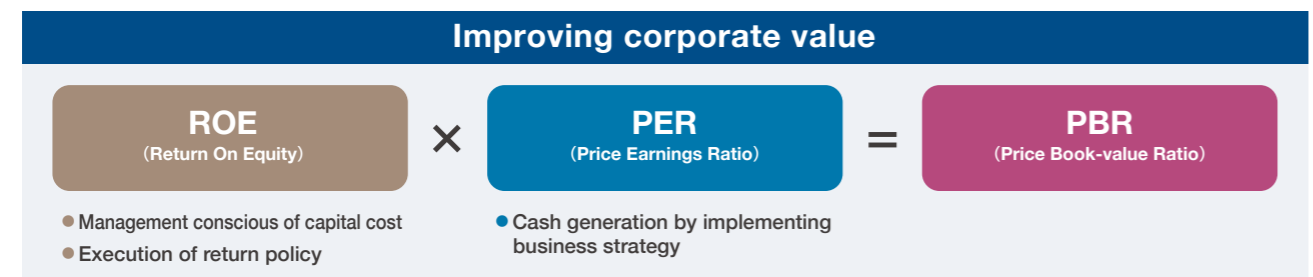 Improving corporate value
ROE
(Return On Equity)
×
PER
(Price Earnings Ratio)
=
PBR
(Price Book-value Ratio)
● Management conscious of capital cost
● Execution of return policy
● Cash generation by implementing
business strategy